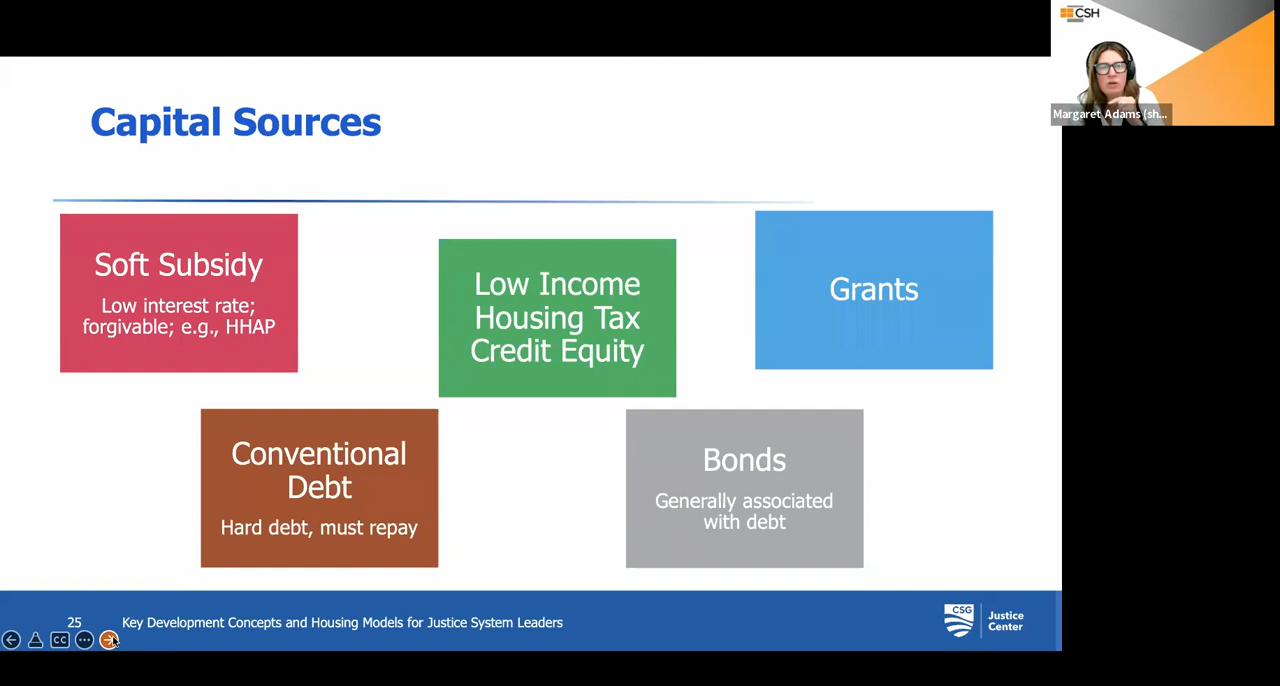 CSH
Margaret Adams (sh...
Capital Sources
Soft Subsidy
Low interest rate;
forgivable; e.g., HHAP
Low Income
Housing Tax
Credit Equity
Grants
Conventional
Debt
Hard debt, must repay
Bonds
Generally associated
with debt
25
Key Development Concepts and Housing Models for Justice System Leaders
CSG
Justice
Center
CC